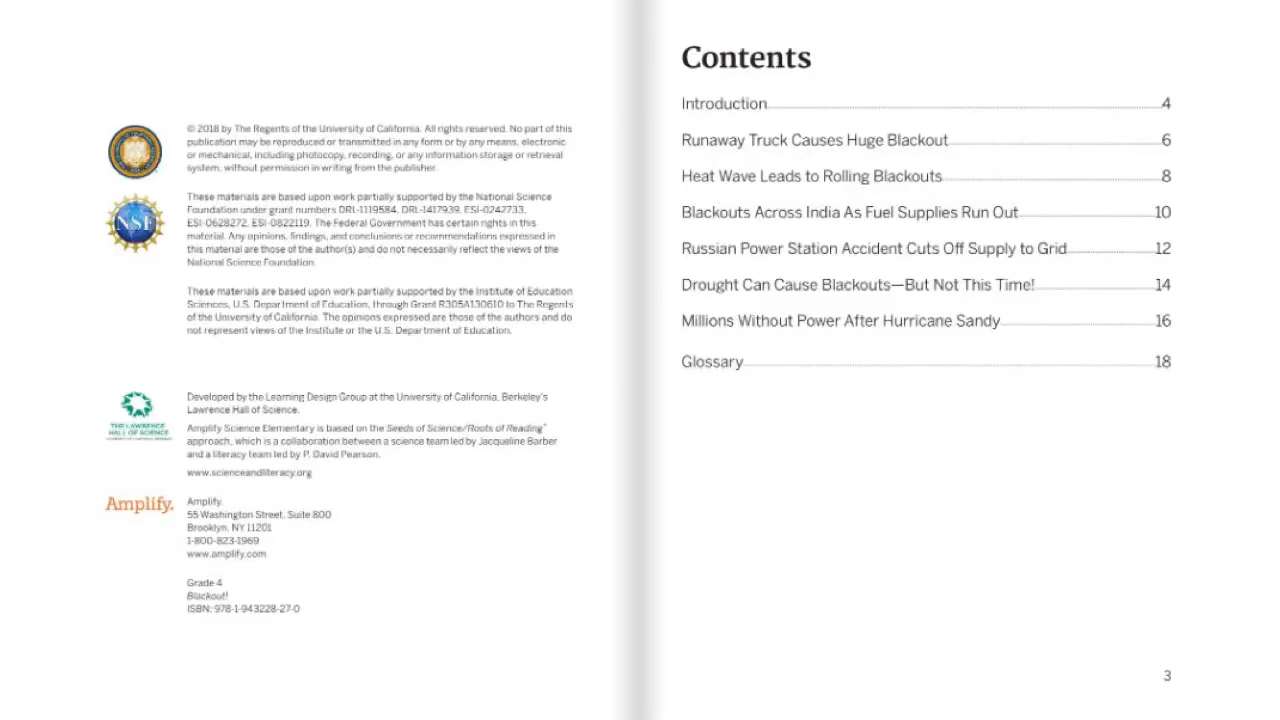 © 2018 by The Regents of the University of California. All rights reserved. No part of this
publication may be reproduced or transmitted in any form or by any means, electronic
or mechanical, including photocopy, recording, or any information storage or retrieval
system, without permission in writing from the publisher.
NSF
These materials are based upon work partially supported by the National Science
Foundation under grant numbers DRL-1119584, DRL-1417939, ESI-0242733,
ESI-0628272, ESI-0822119. The Federal Government has certain rights in this
material. Any opinions, findings, and conclusions or recommendations expressed in
this material are those of the author(s) and do not necessarily reflect the views of the
National Science Foundation.
These materials are based upon work partially supported by the Institute of Education
Sciences, U.S. Department of Education, through Grant R305A130610 to The Regents
of the University of California. The opinions expressed are those of the authors and do
not represent views of the Institute or the U.S. Department of Education.
THE LAWRENCE
HALL OF SCIENCE
Developed by the Learning Design Group at the University of California, Berkeley's
Lawrence Hall of Science.
Amplify Science Elementary is based on the Seeds of Science/Roots of Reading®
approach, which is a collaboration between a science team led by Jacqueline Barber
and a literacy team led by P. David Pearson.
www.scienceandliteracy.org
Amplify.
Amplify.
55 Washington Street, Suite 800
Brooklyn, NY 11201
1-800-823-1969
www.amplify.com
Grade 4
Blackout!
ISBN: 978-1-943228-27-0
Contents
Introduction 4
Runaway Truck Causes Huge Blackout 6
Heat Wave Leads to Rolling Blackouts 8
Blackouts Across India As Fuel Supplies Run Out 10
Russian Power Station Accident Cuts Off Supply to Grid 12
Drought Can Cause Blackouts—But Not This Time! 14
Millions Without Power After Hurricane Sandy 16
Glossary 18
3